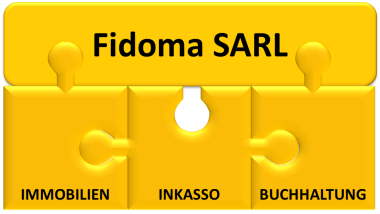 Fidoma SARL
IMMOBILIEN INKASSO BUCHHALTUNG